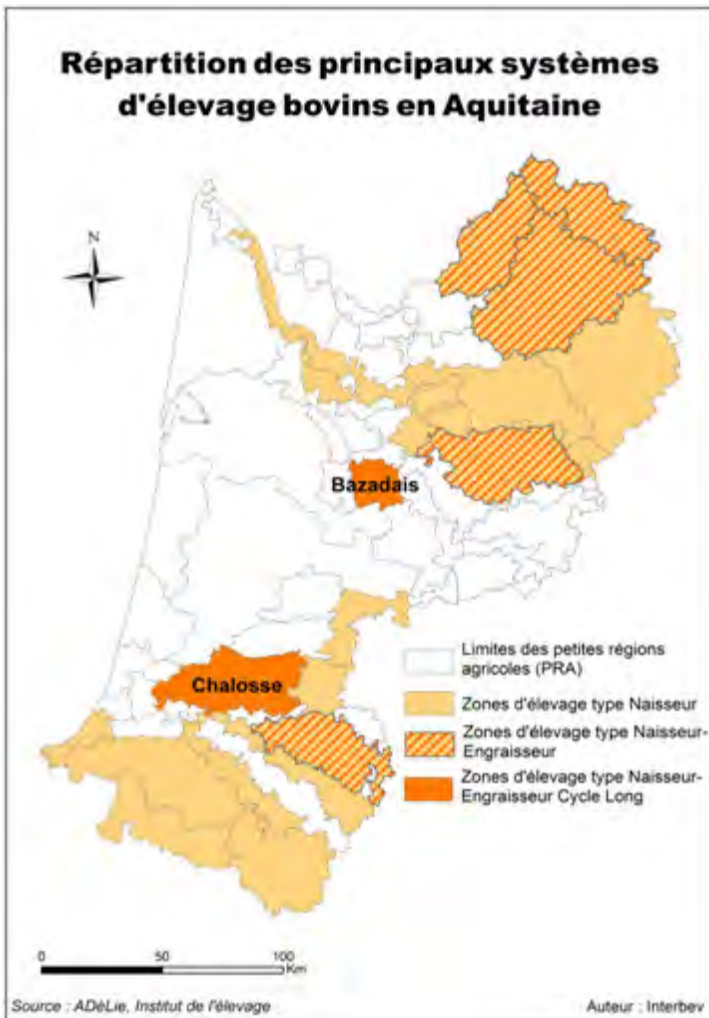 Répartition des principaux systèmes
d'élevage bovins en Aquitaine
N
Bazadais
Chalosse
Limites des petites régions
agricoles (PRA)
Zones d'élevage type Naisseur
Zones d'élevage type Naisseur-
Engraisseur
Zones d'élevage type Naisseur-
Engraisseur Cycle Long
0 50 100
Km
Source : ADéLie, Institut de l'élevage
Auteur : Interbev